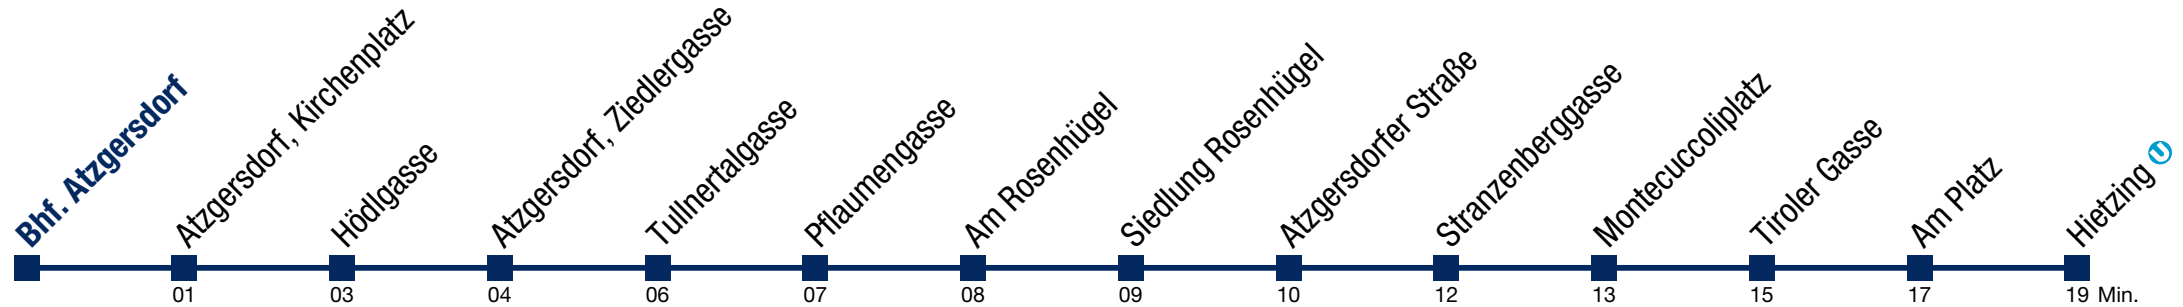 Bhf. Atzgersdorf
Atzgersdorf, Kirchenplatz
Hödlgasse
Atzgersdorf, Ziedlergasse
Tullnertalgasse
Pflaumengasse
Am Rosenhügel
Siedlung Rosenhügel
Atzgersdorfer Straße
Stranzenberggasse
Montecuccoliplatz
Tiroler Gasse
Am Platz
Hietzing U
01 03 04 06 07 08 09 10 12 13 15 17 19 Min.